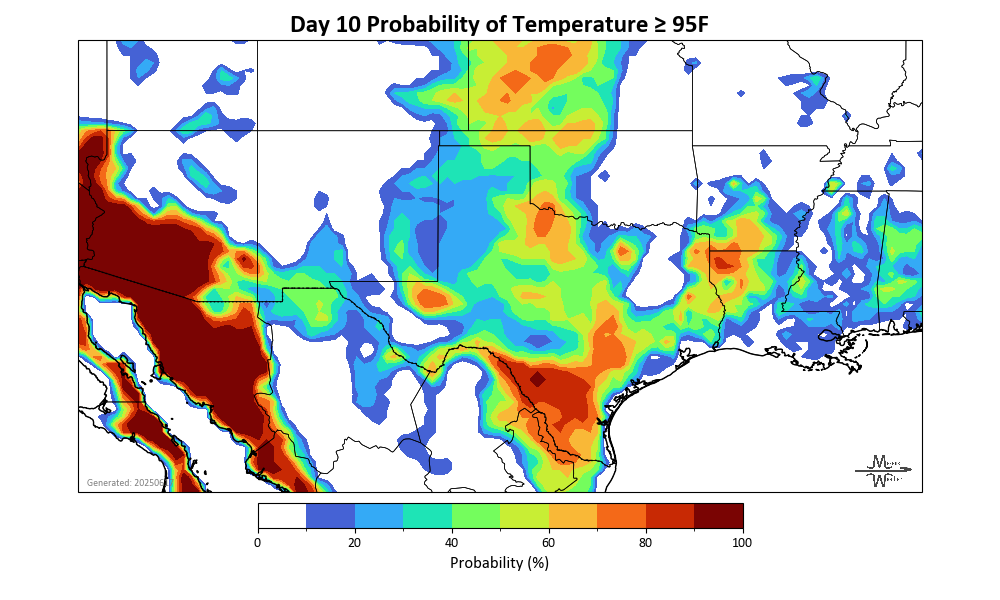 Day 10 Probability of Temperature ≥ 95F
Generated: 202506
0 20 40 60 80 100
Probability (%)